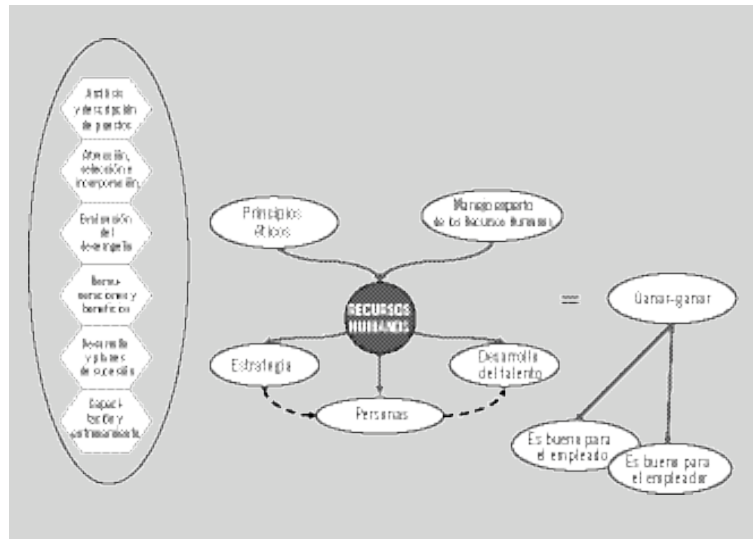 Análisis
y descripción
de puestos
Atracción,
selección e
incorporación
Evaluación
del
desempeño
Remu-
neraciones y
beneficios
Desarrollo
y planes
de sucesión
Capaci-
tación y
entrenamiento
Principios
éticos
Manejo experto
de los Recursos Humanos
RECURSOS
HUMANOS
Estrategia
Personas
Desarrollo
del talento
=
Ganar-ganar
Es bueno para
el empleado
Es bueno para
el empleador